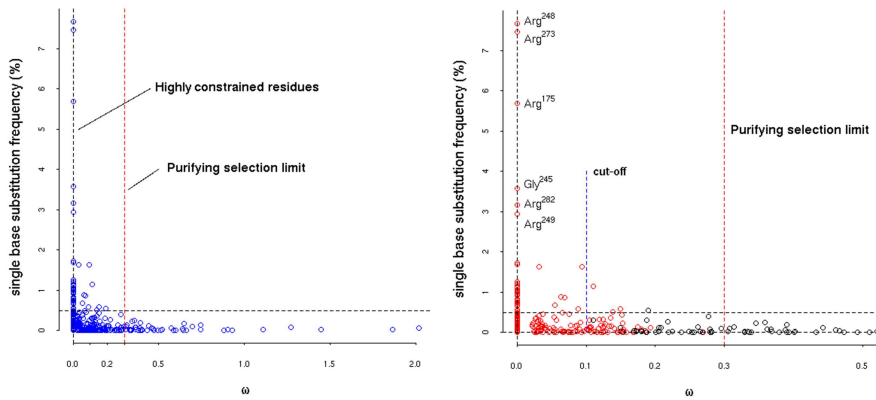 single base substitution frequency (%)
7
6
5
4
3
2
1
0
Highly constrained residues
Purifying selection limit
0.0
0.2
0.5
1.0
1.5
2.0
ω
single base substitution frequency (%)
7
6
5
4
3
2
1
0
Arg248
Arg273
Arg175
Gly245
Arg282
Arg249
cut-off
Purifying selection limit
0.0
0.1
0.2
0.3
0.5
ω